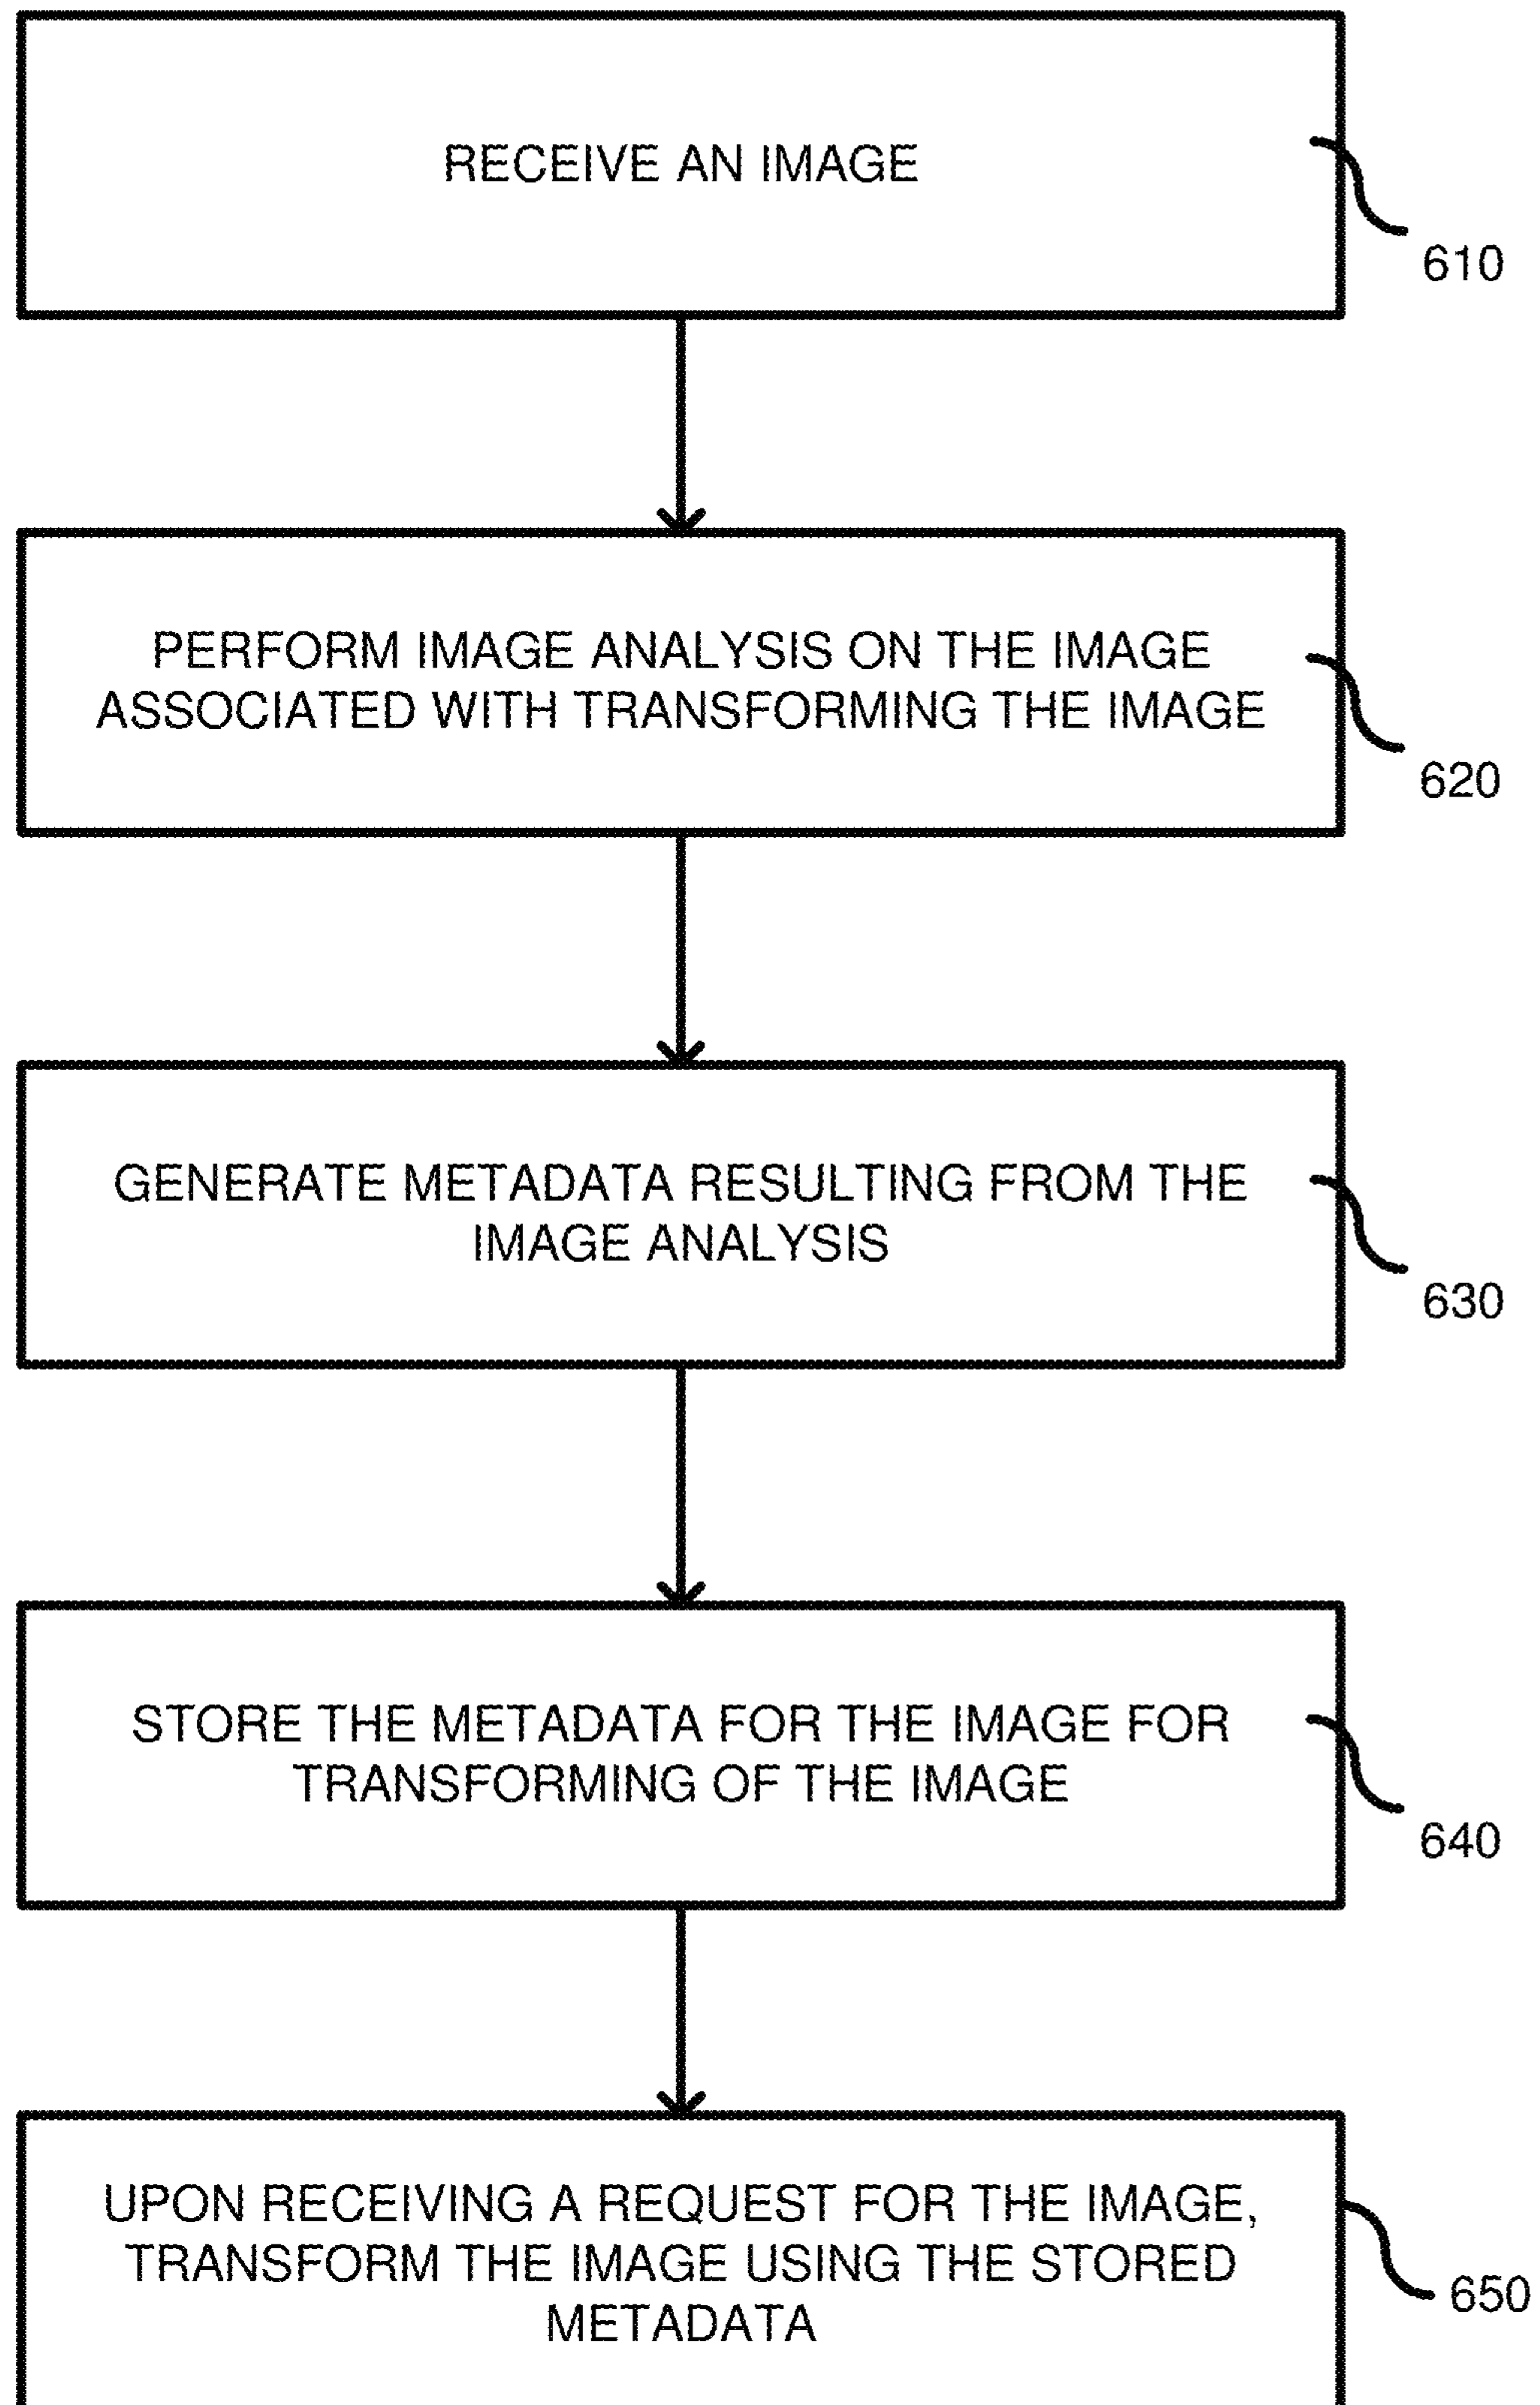 RECEIVE AN IMAGE
610
PERFORM IMAGE ANALYSIS ON THE IMAGE
ASSOCIATED WITH TRANSFORMING THE IMAGE
620
GENERATE METADATA RESULTING FROM THE
IMAGE ANALYSIS
630
STORE THE METADATA FOR THE IMAGE FOR
TRANSFORMING OF THE IMAGE
640
UPON RECEIVING A REQUEST FOR THE IMAGE,
TRANSFORM THE IMAGE USING THE STORED
METADATA
650